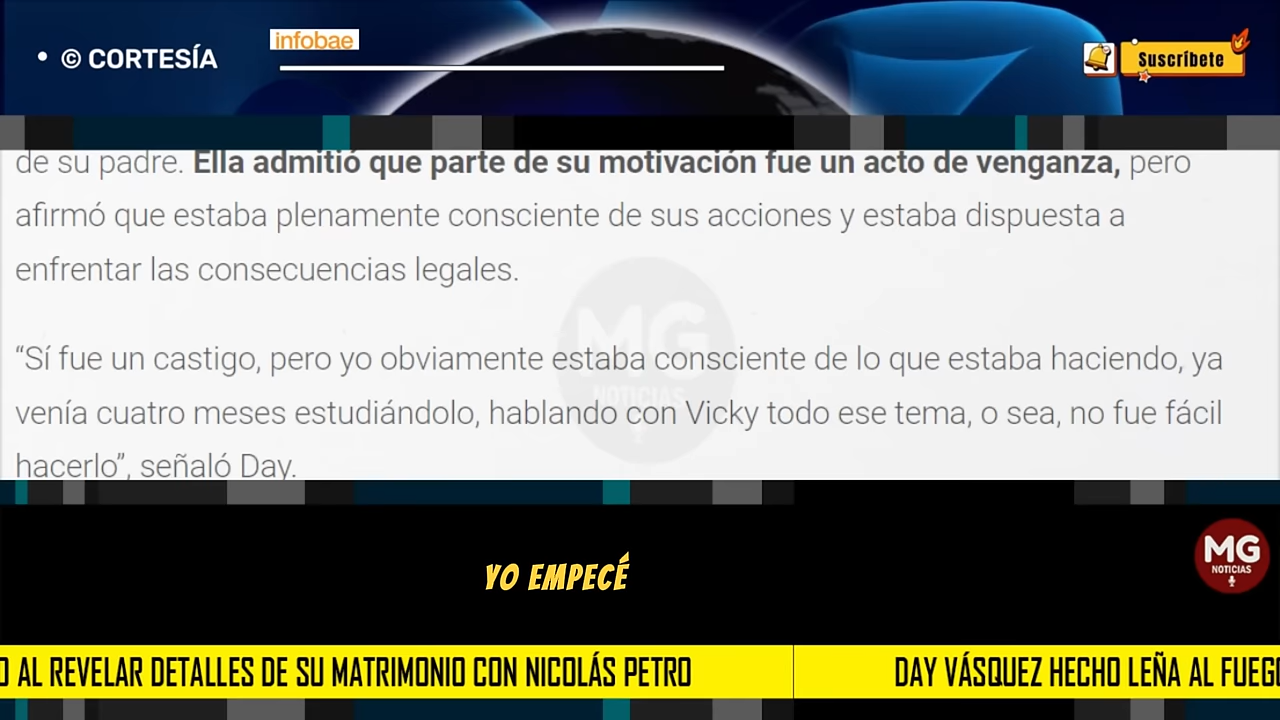 infobae
• © CORTESÍA
Suscríbete
de su padre. Ella admitió que parte de su motivación fue un acto de venganza, pero
afirmó que estaba plenamente consciente de sus acciones y estaba dispuesta a
enfrentar las consecuencias legales.
MG
NOTICIAS
“Sí fue un castigo, pero yo obviamente estaba consciente de lo que estaba haciendo, ya
venía cuatro meses estudiándolo, hablando con Vicky todo ese tema, o sea, no fue fácil
hacerlo”, señaló Day.
YO EMPECÉ
MG
NOTICIAS
O AL REVELAR DETALLES DE SU MATRIMONIO CON NICOLÁS PETRO
DAY VÁSQUEZ HECHO LEÑA AL FUEGO